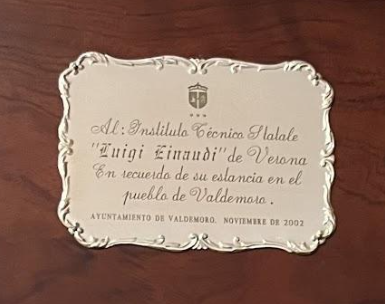 Al: Instituto Técnico Statale
"Luigi Einaudi" de Verona
En recuerdo de su estancia en el
pueblo de Valdemoro.
AYUNTAMIENTO DE VALDEMORO. NOVIEMBRE DE 2002